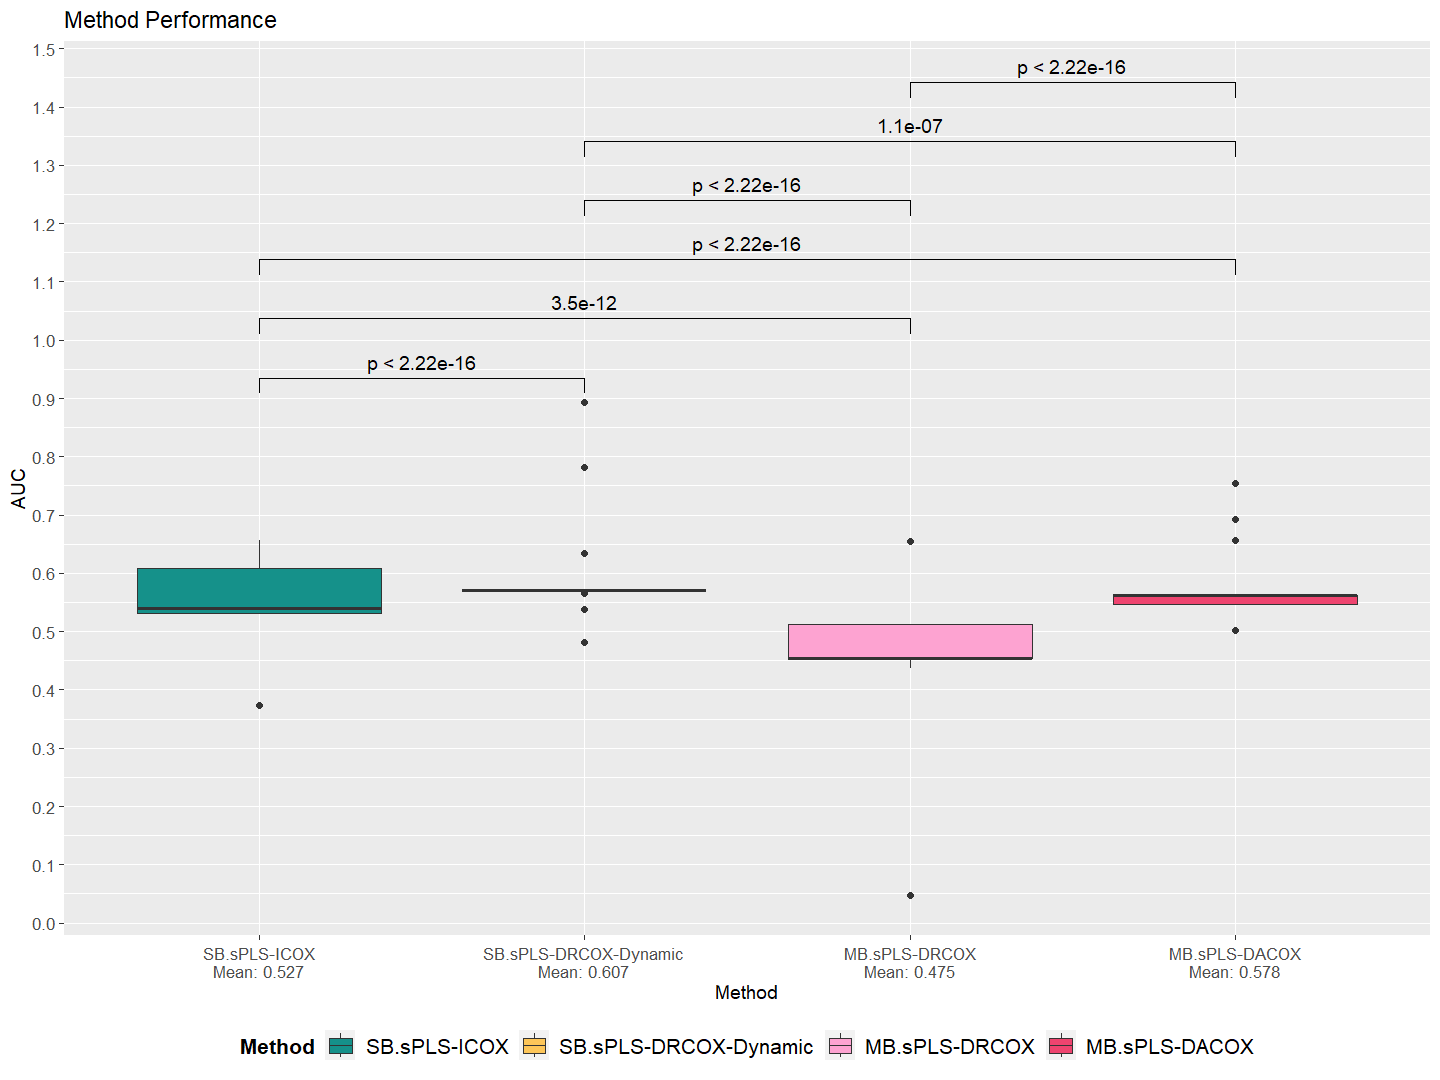 Method Performance
1.5
1.4
1.3
1.2
1.1
1.0
0.9
0.8
0.7
0.6
0.5
0.4
0.3
0.2
0.1
0.0
AUC
p < 2.22e-16
1.1e-07
p < 2.22e-16
p < 2.22e-16
3.5e-12
p < 2.22e-16
SB.sPLS-ICOX
Mean: 0.527
SB.sPLS-DRCOX-Dynamic
Mean: 0.607
MB.sPLS-DRCOX
Mean: 0.475
MB.sPLS-DACOX
Mean: 0.578
Method
Method SB.sPLS-ICOX SB.sPLS-DRCOX-Dynamic MB.sPLS-DRCOX MB.sPLS-DACOX